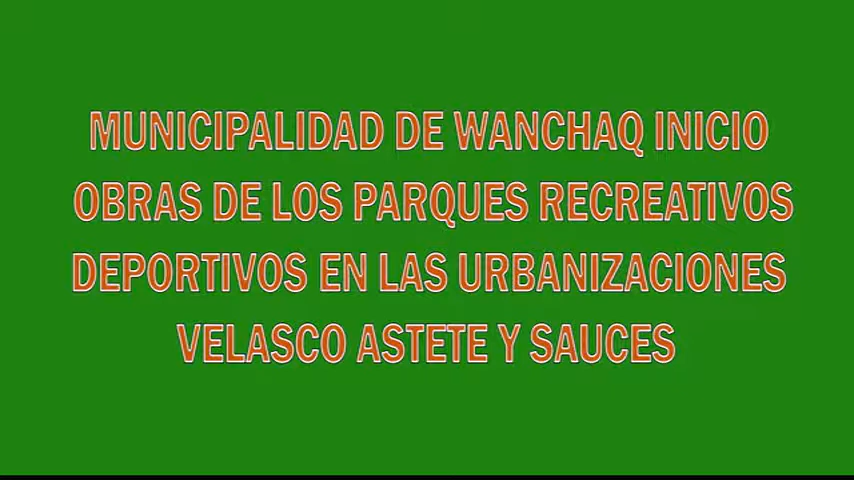 MUNICIPALIDAD DE WANCHAQ INICIO
OBRAS DE LOS PARQUES RECREATIVOS
DEPORTIVOS EN LAS URBANIZACIONES
VELASCO ASTETE Y SAUCES